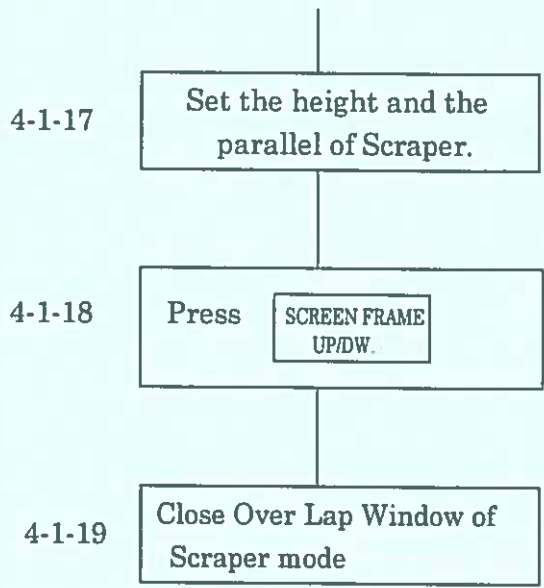 4-1-17
Set the height and the
parallel of Scraper.
4-1-18
Press
SCREEN FRAME
UP/DW.
4-1-19
Close Over Lap Window of
Scraper mode